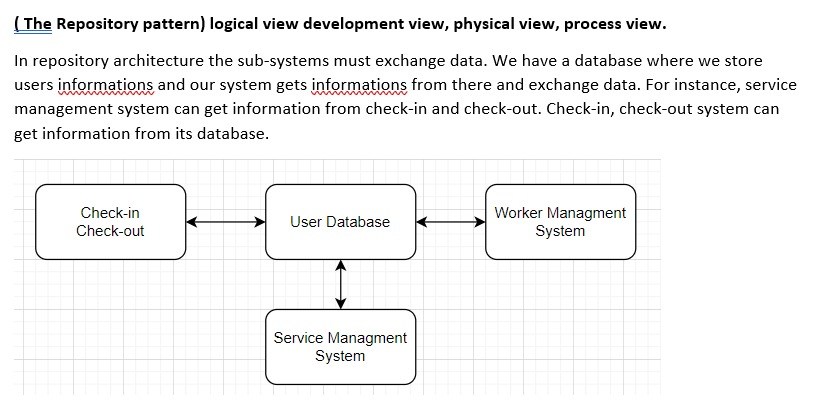 ( The Repository pattern) logical view development view, physical view, process view.
In repository architecture the sub-systems must exchange data. We have a database where we store
users informations and our system gets informations from there and exchange data. For instance, service
management system can get information from check-in and check-out. Check-in, check-out system can
get information from its database.
Check-in
Check-out
User Database
Worker Managment
System
Service Managment
System